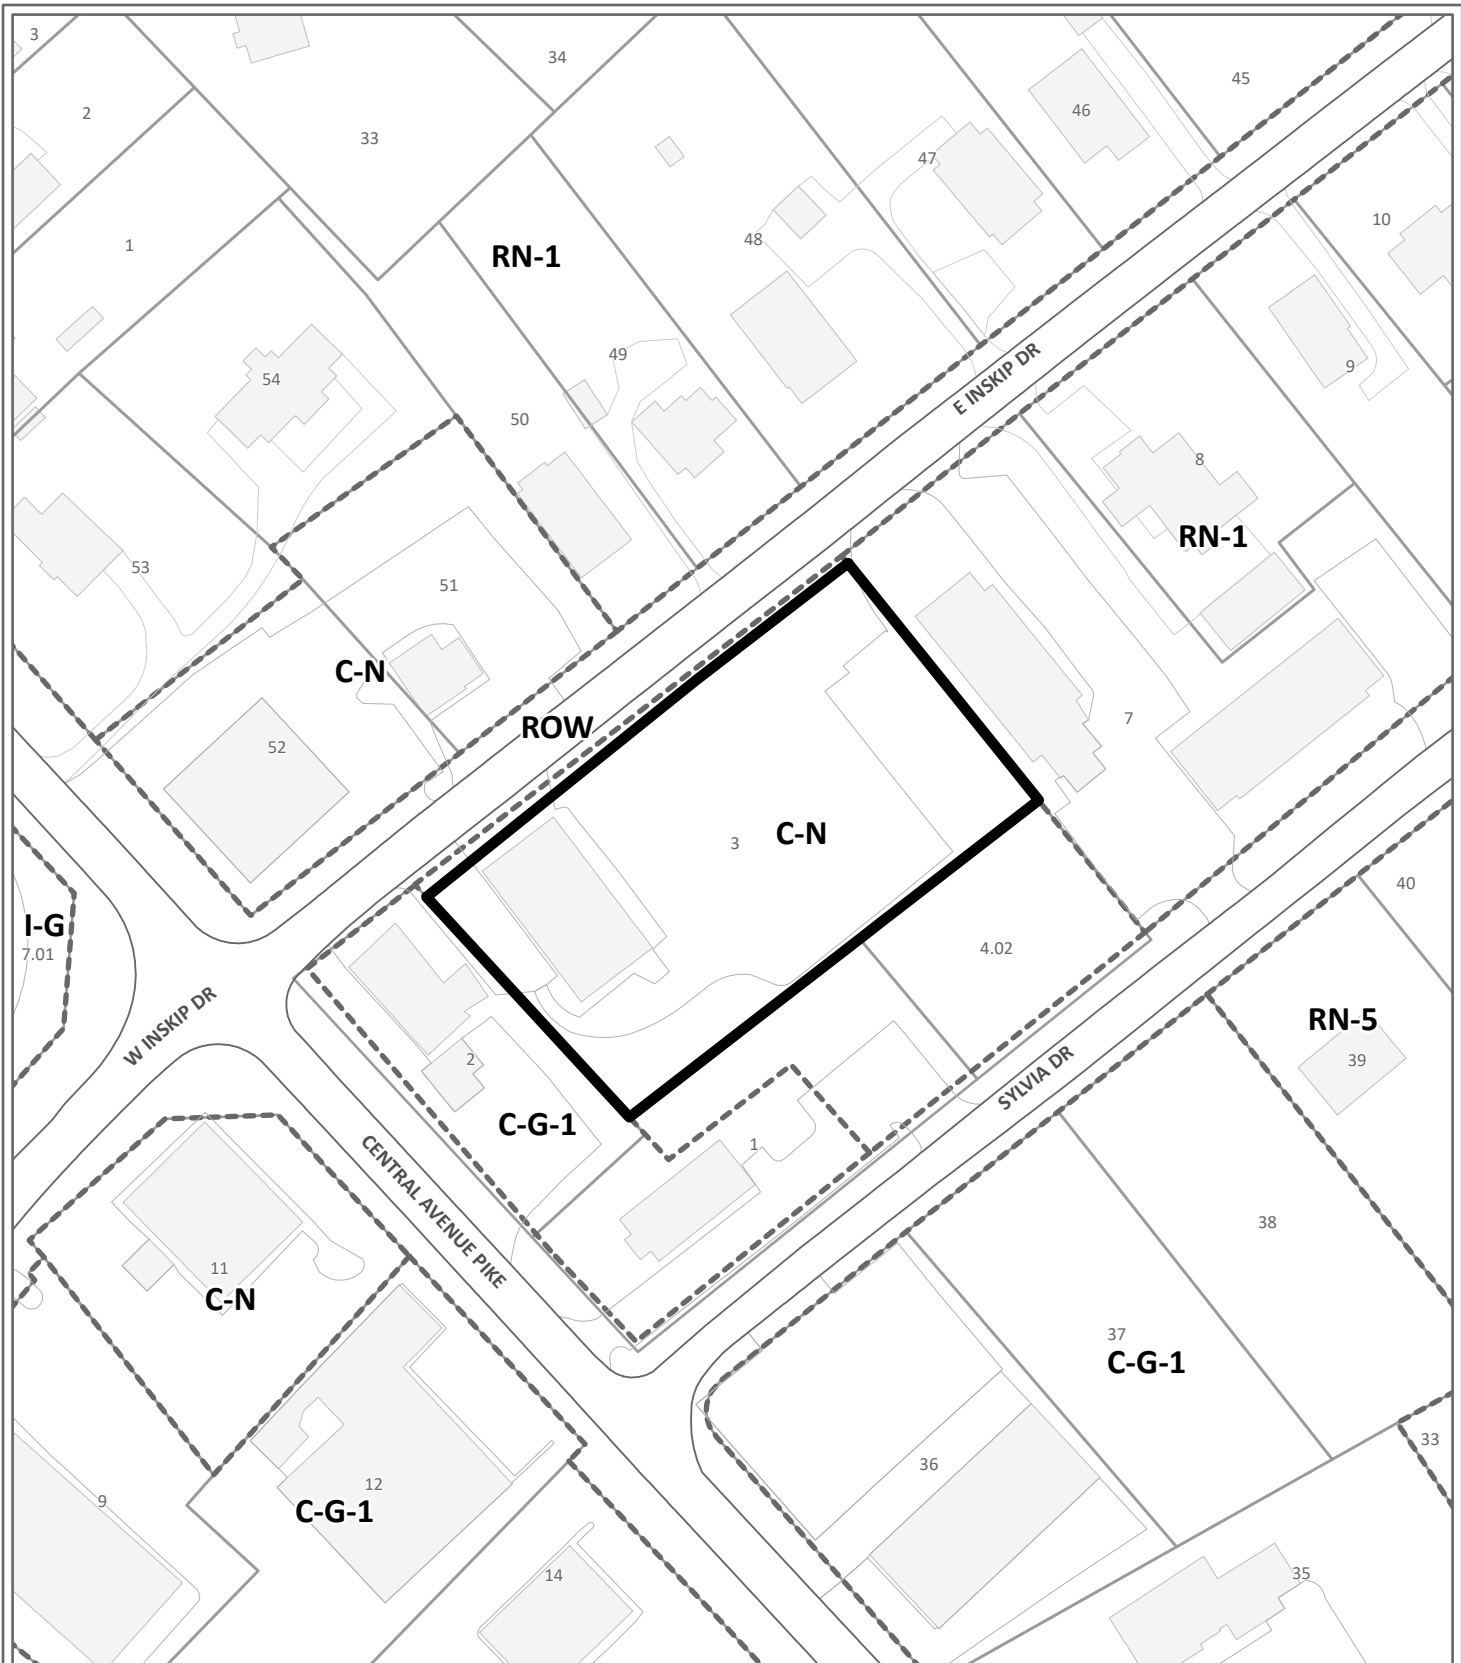 3
34
45
2
46
33
47
10
1
48
RN-1
49
9
54
E INSKIP DR
50
8
RN-1
53
51
C-N
7
ROW
52
C-N
3
40
I-G
7.01
4.02
W INSKIP DR
RN-5
2
39
SYLVIA DR
C-G-1
1
CENTRAL AVENUE PIKE
38
11
C-N
37
C-G-1
33
36
12
9
C-G-1
14
35